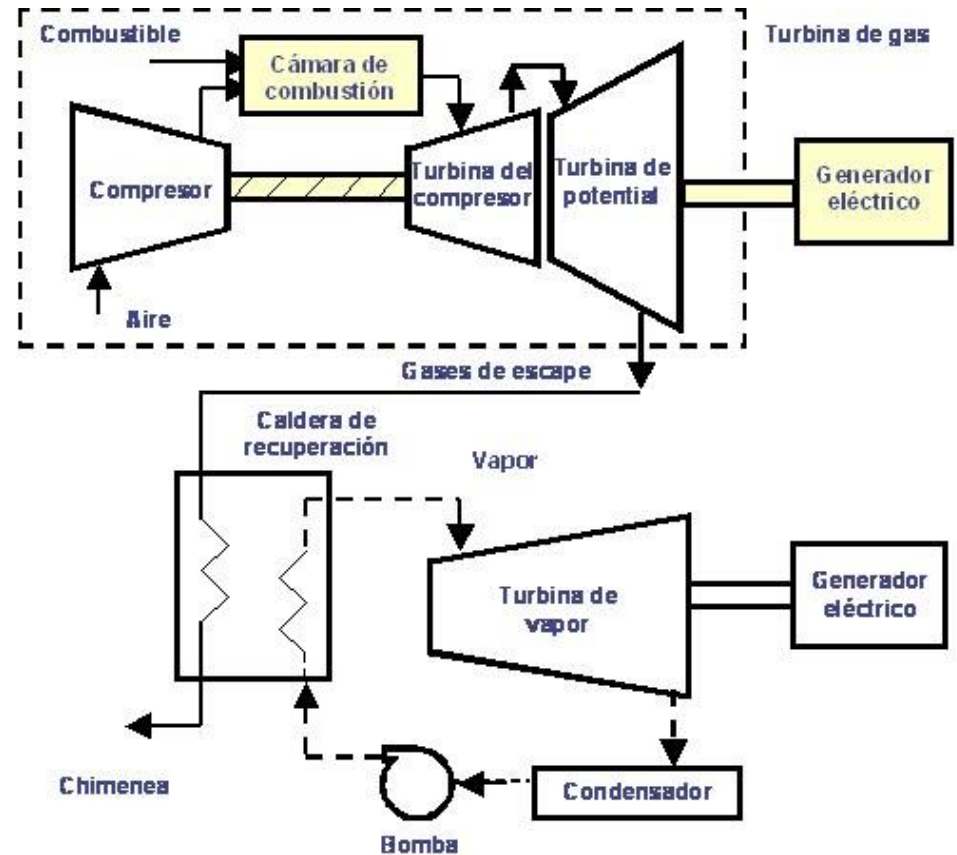 Combustible
Turbina de gas
Cámara de
combustión
Compresor
Turbina del
compresor
Turbina de
potential
Generador
eléctrico
Aire
Gases de escape
Caldera de
recuperación
Vapor
Turbina de
vapor
Generador
eléctrico
Chimenea
Condensador
Bomba